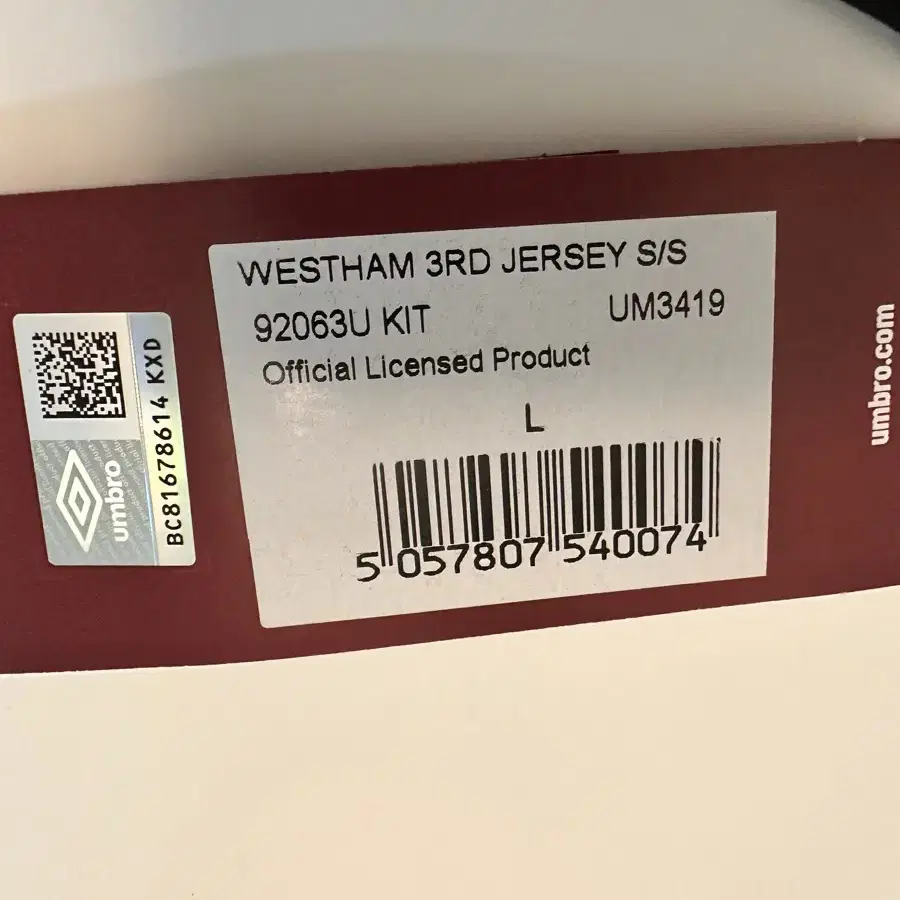 WESTHAM 3RD JERSEY S/S
92063U KIT UM3419
Official Licensed Product
L
5 057807 540074
umbro
BC81678614 KXD
umbro.com